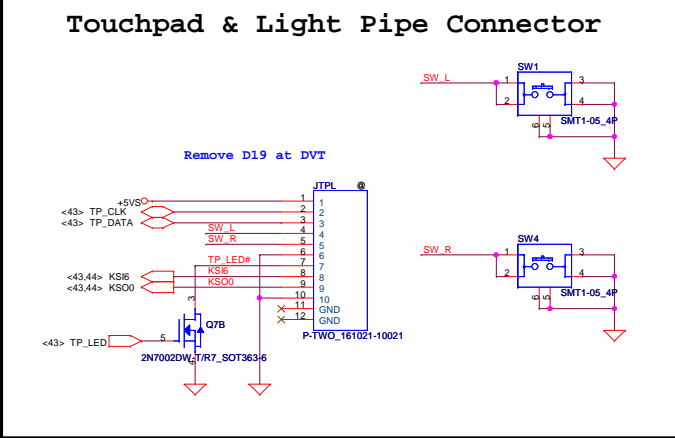 Touchpad & Light Pipe Connector
SW1
SW_L 1 3
2 4
6 5 SMT1-05_4P
Remove D19 at DVT
JTPL @
+5VS 1 1
<43> TP_CLK 2 2
<43> TP_DATA 3 3
SW_L 4 4
SW_R 5 5
6 6
TP_LED# 7 7
<43,44> KSI6 KSI6 8 8
<43,44> KSO0 KSO0 9 9
10 10
11 GND
12 GND
P-TWO_161021-10021
SW4
SW_R 1 3
2 4
6 5 SMT1-05_4P
3
Q7B
<43> TP_LED 5
4
2N7002DW-T/R7_SOT363-6